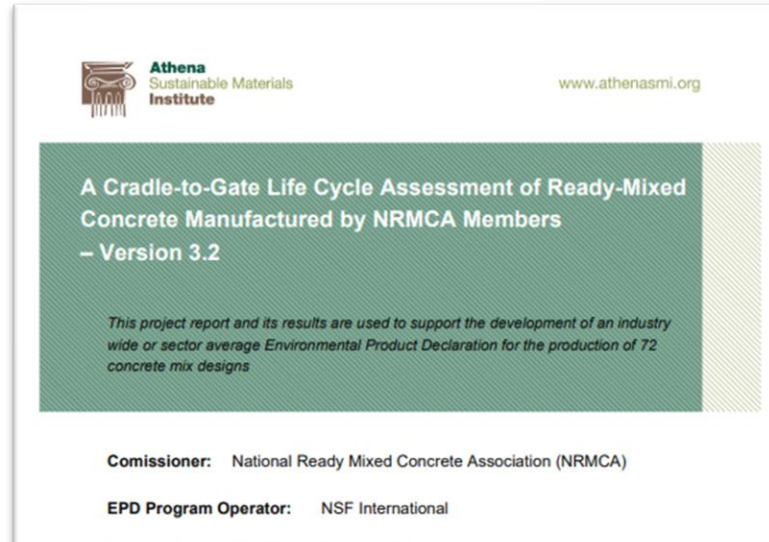 Athena
Sustainable Materials
Institute
www.athenasmi.org
A Cradle-to-Gate Life Cycle Assessment of Ready-Mixed
Concrete Manufactured by NRMCA Members
– Version 3.2
This project report and its results are used to support the development of an industry
wide or sector average Environmental Product Declaration for the production of 72
concrete mix designs
Comissioner: National Ready Mixed Concrete Association (NRMCA)
EPD Program Operator: NSF International